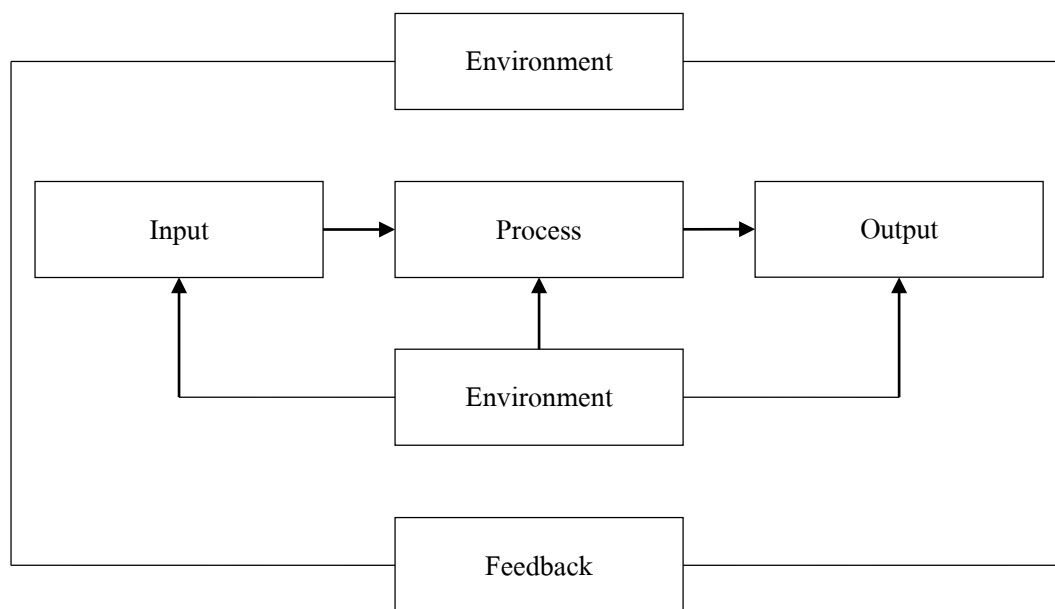 Environment
Input
Process
Output
Environment
Feedback